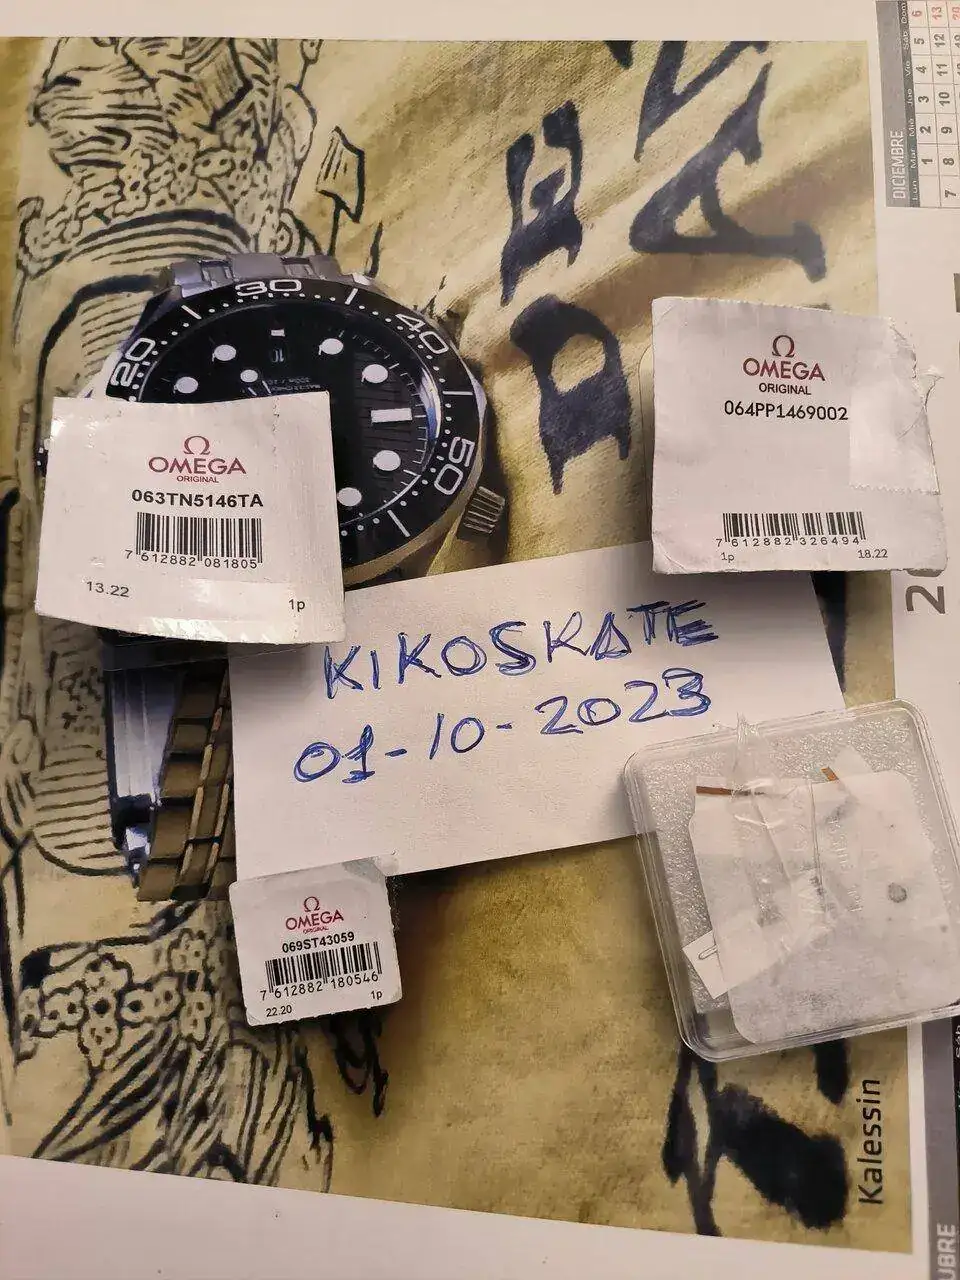 DICIEMBRE
Lun Mar Mié Jue Vie Sáb Dom
1 2 3 4 5 6
7 8 9 10 11 12 13
20 30 40 50
10
Ω
OMEGA
ORIGINAL
063TN5146TA
7 612882 081805
13.22
1p
Ω
OMEGA
ORIGINAL
064PP1469002
7 612882 326494
1p 18.22
KIKOSKATE
01-10-2023
Ω
OMEGA
ORIGINAL
069ST43059
7 612882 180546
22.20 1p
Kalessin